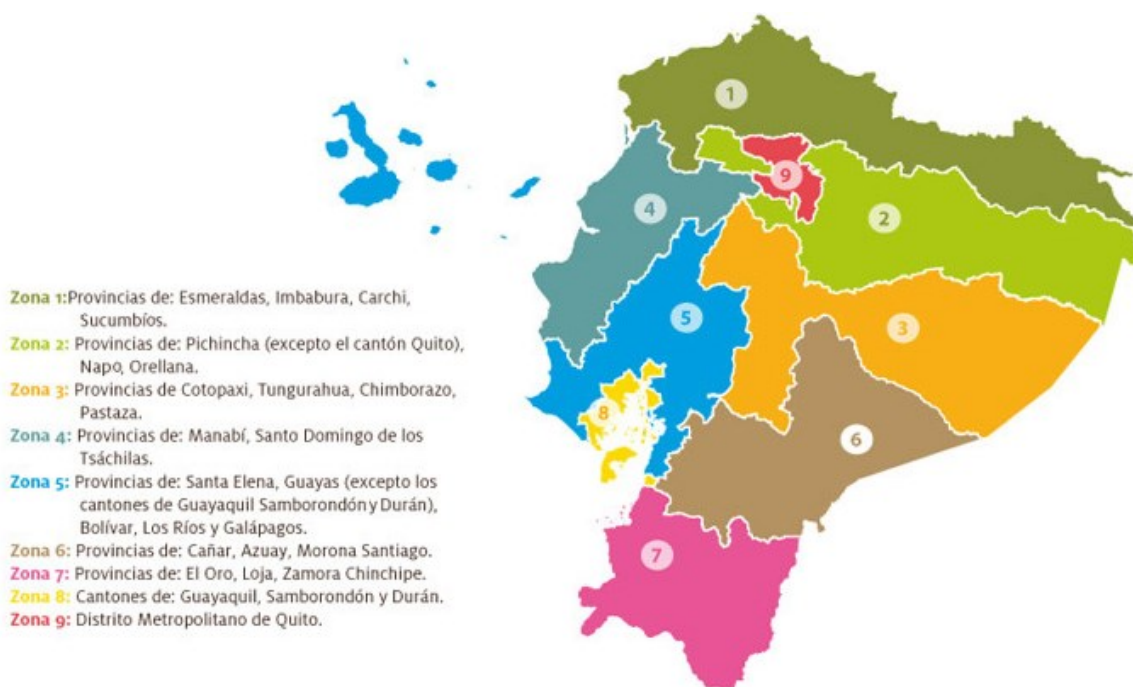 1
9
2
4
5
3
8
6
7
Zona 1:Provincias de: Esmeraldas, Imbabura, Carchi,
Sucumbíos.
Zona 2: Provincias de: Pichincha (excepto el cantón Quito),
Napo, Orellana.
Zona 3: Provincias de Cotopaxi, Tungurahua, Chimborazo,
Pastaza.
Zona 4: Provincias de: Manabí, Santo Domingo de los
Tsáchilas.
Zona 5: Provincias de: Santa Elena, Guayas (excepto los
cantones de Guayaquil Samborondón y Durán),
Bolívar, Los Ríos y Galápagos.
Zona 6: Provincias de: Cañar, Azuay, Morona Santiago.
Zona 7: Provincias de: El Oro, Loja, Zamora Chinchipe.
Zona 8: Cantones de: Guayaquil, Samborondón y Durán.
Zona 9: Distrito Metropolitano de Quito.